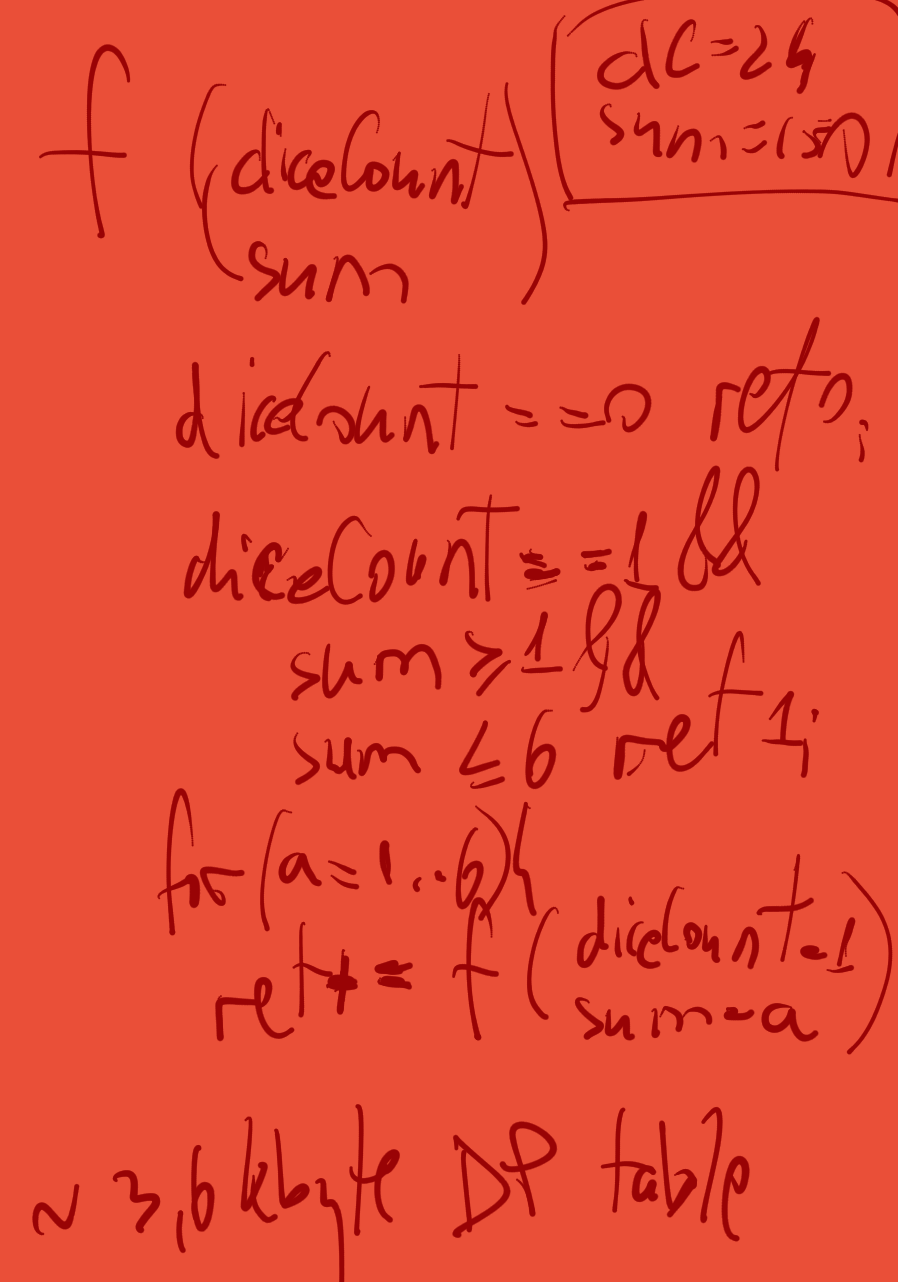 f (diceCount
sum)
dC=24
sum=150
diceCount ==0 ret 0;
diceCount ==1 &&
sum ≥1 &&
sum ≤6 ret 1;
for (a=1..6){
ret+= f (diceCount-1
sum-a)
~ 3,6 kbyte DP table